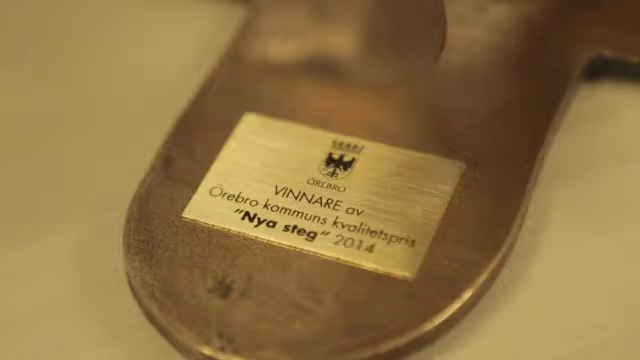 ÖREBRO
VINNARE av
Örebro kommuns kvalitetspris
"Nya steg" 2014